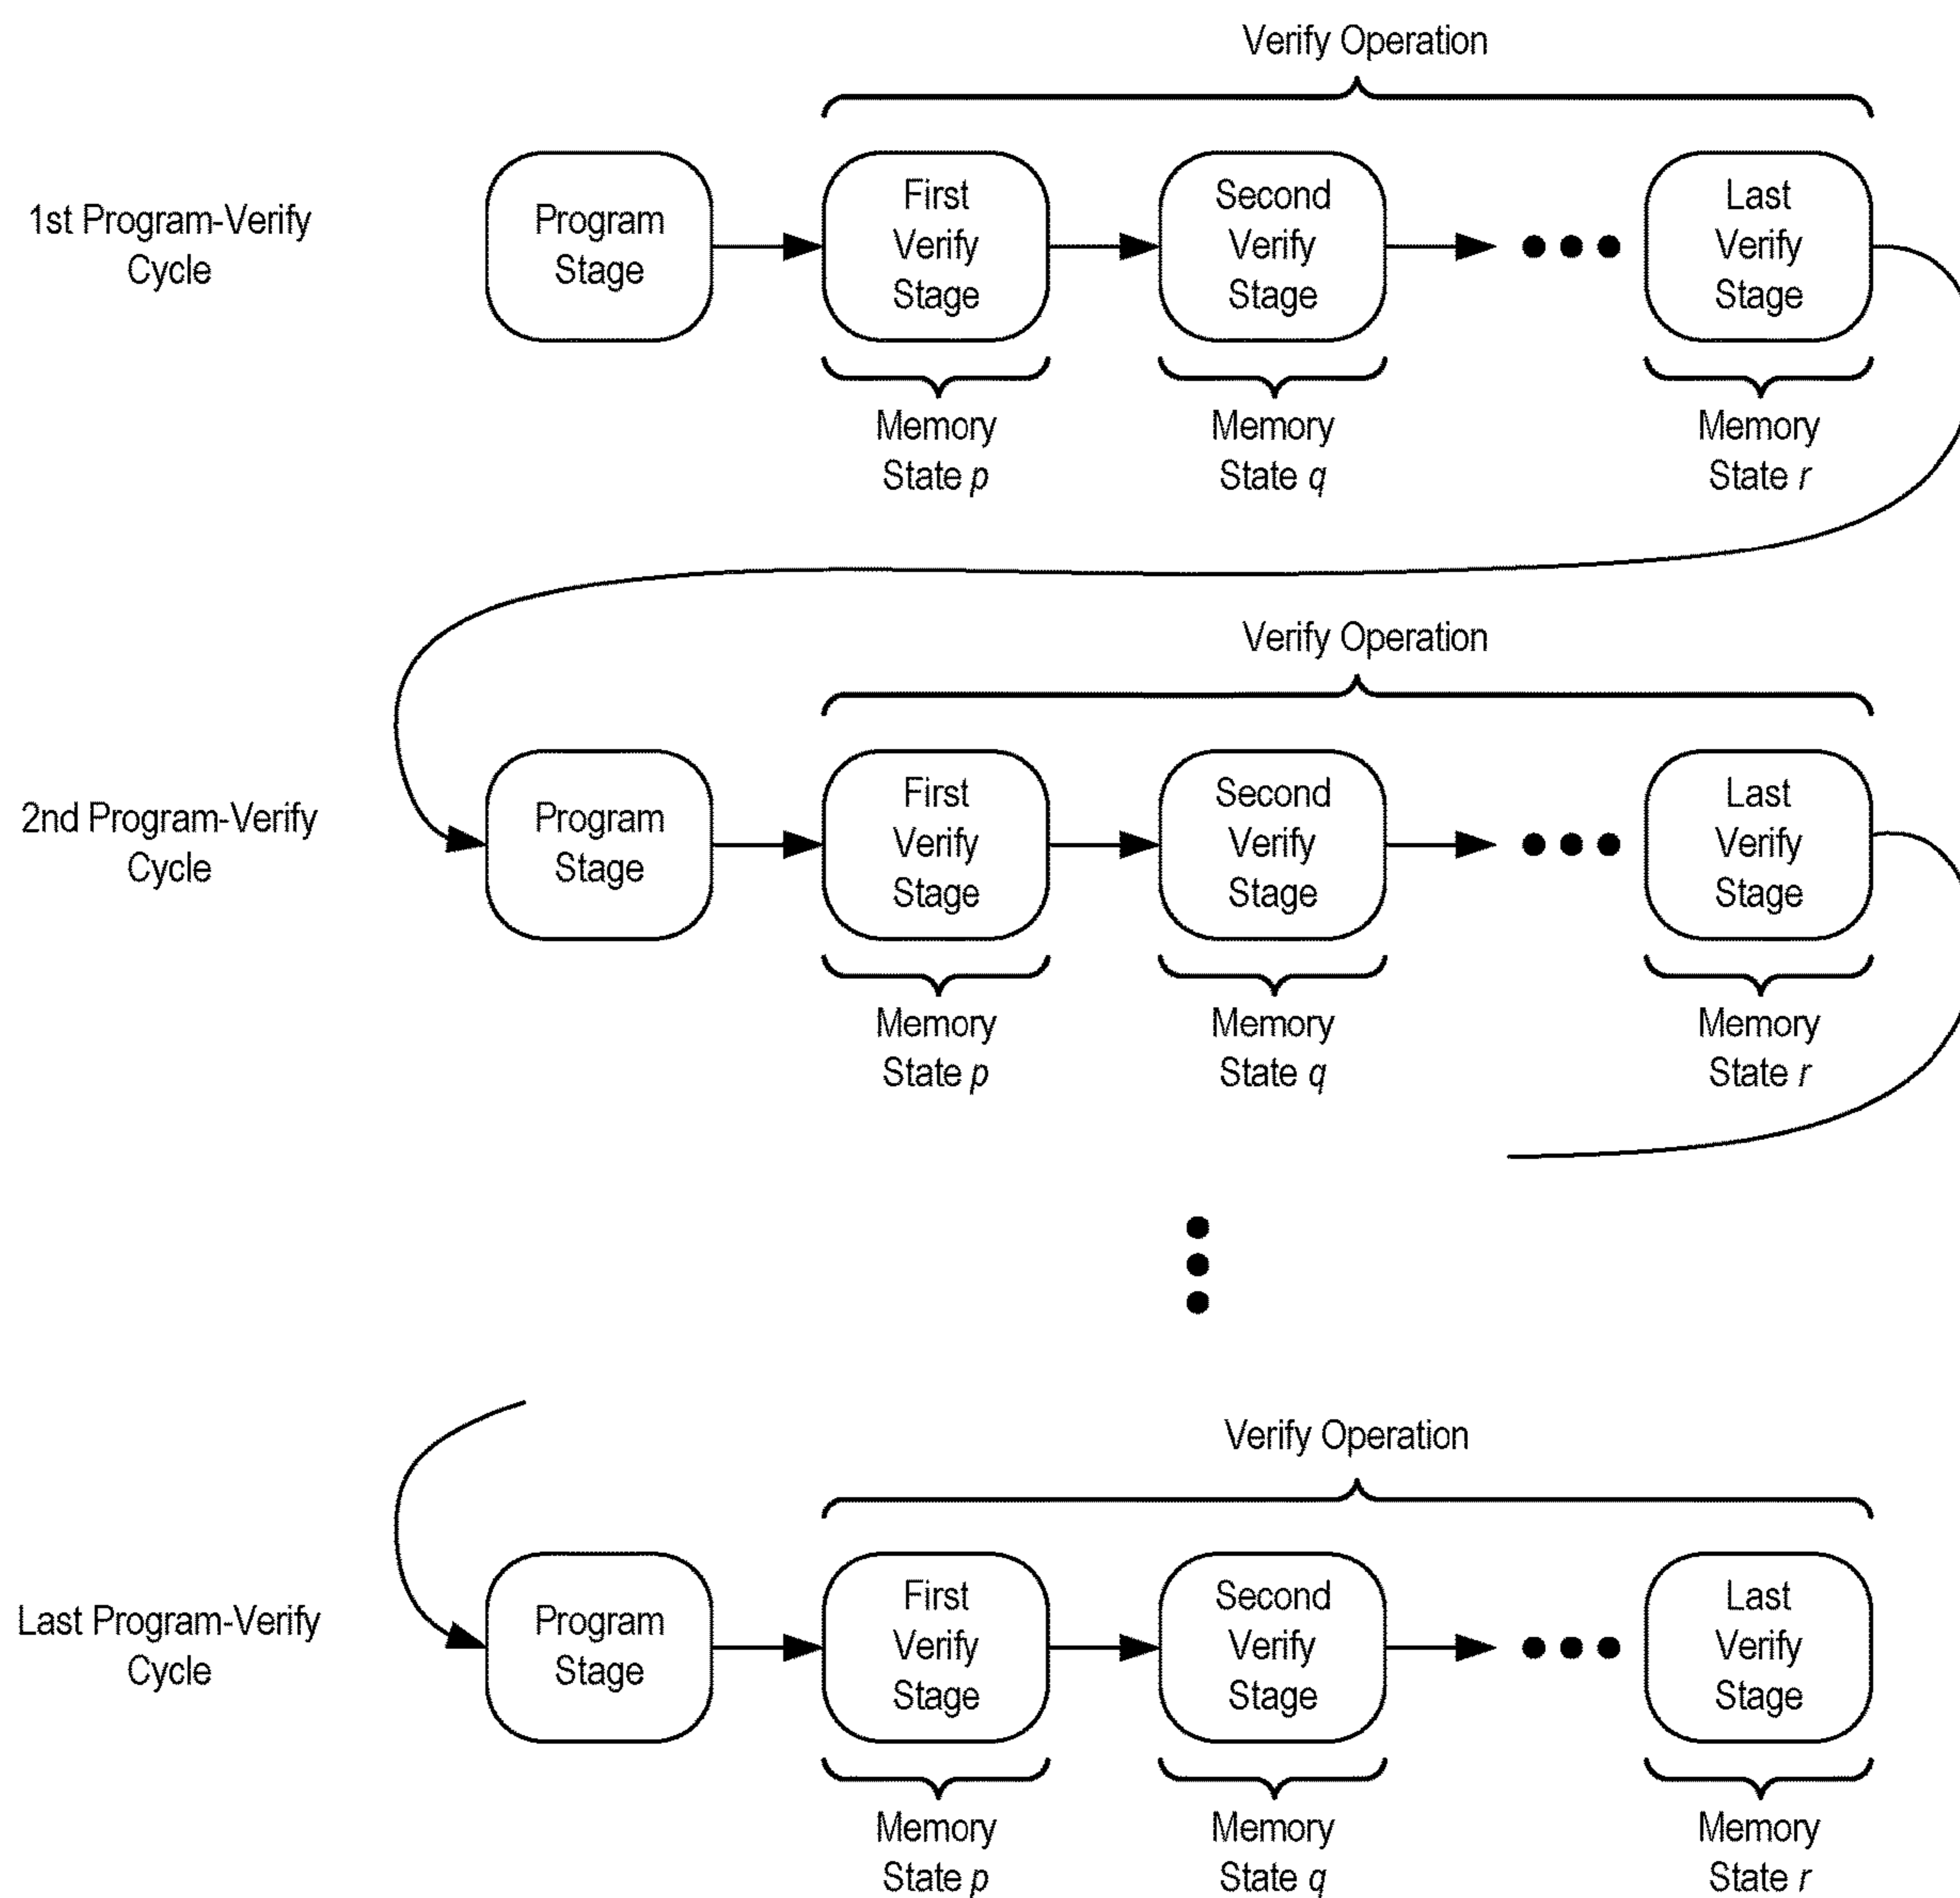 Verify Operation
1st Program-Verify
Cycle
Program
Stage
First
Verify
Stage
Second
Verify
Stage
Last
Verify
Stage
Memory
State p
Memory
State q
Memory
State r
Verify Operation
2nd Program-Verify
Cycle
Program
Stage
First
Verify
Stage
Second
Verify
Stage
Last
Verify
Stage
Memory
State p
Memory
State q
Memory
State r
Verify Operation
Last Program-Verify
Cycle
Program
Stage
First
Verify
Stage
Second
Verify
Stage
Last
Verify
Stage
Memory
State p
Memory
State q
Memory
State r